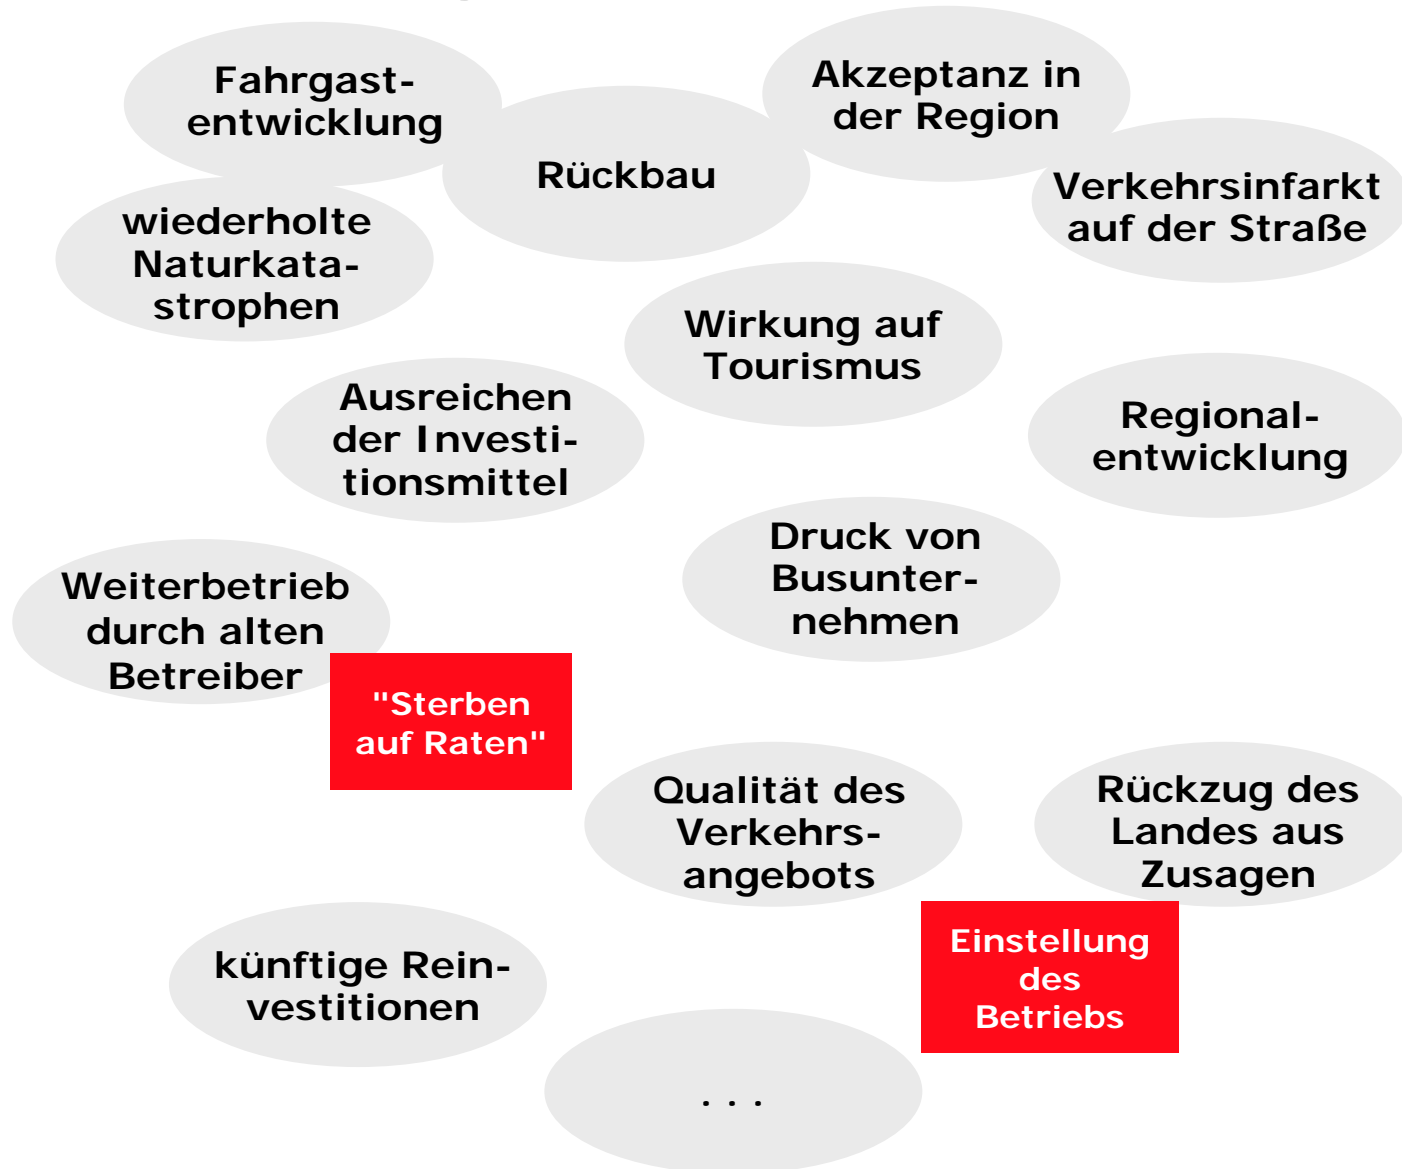 Fahrgast-
entwicklung
Akzeptanz in
der Region
Rückbau
Verkehrsinfarkt
auf der Straße
wiederholte
Naturkata-
strophen
Wirkung auf
Tourismus
Ausreichen
der Investi-
tionsmittel
Regional-
entwicklung
Druck von
Busunter-
nehmen
Weiterbetrieb
durch alten
Betreiber
"Sterben
auf Raten"
Qualität des
Verkehrs-
angebots
Rückzug des
Landes aus
Zusagen
Einstellung
des
Betriebs
künftige Rein-
vestitionen
. . .